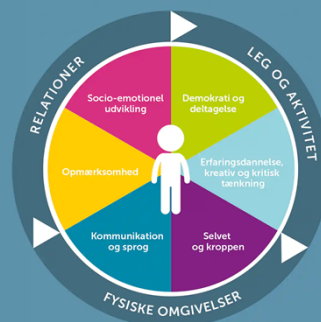 RELATIONER
LEG OG AKTIVITET
Socio-emotionel
udvikling
Demokrati og
deltagelse
Opmærksomhed
Erfaringsdannelse,
kreativ og kritisk
tænkning
Kommunikation
og sprog
Selvet
og kroppen
FYSISKE OMGIVELSER